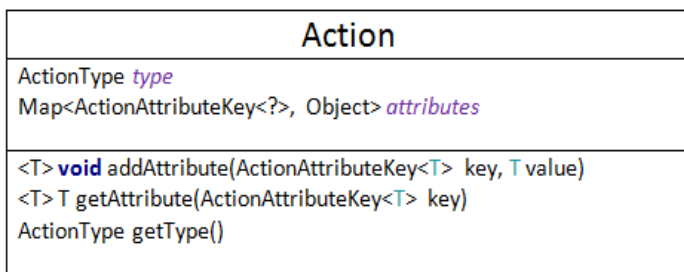 Action
ActionType type
Map<ActionAttributeKey<?>, Object> attributes
<T> void addAttribute(ActionAttributeKey<T> key, T value)
<T> T getAttribute(ActionAttributeKey<T> key)
ActionType getType()